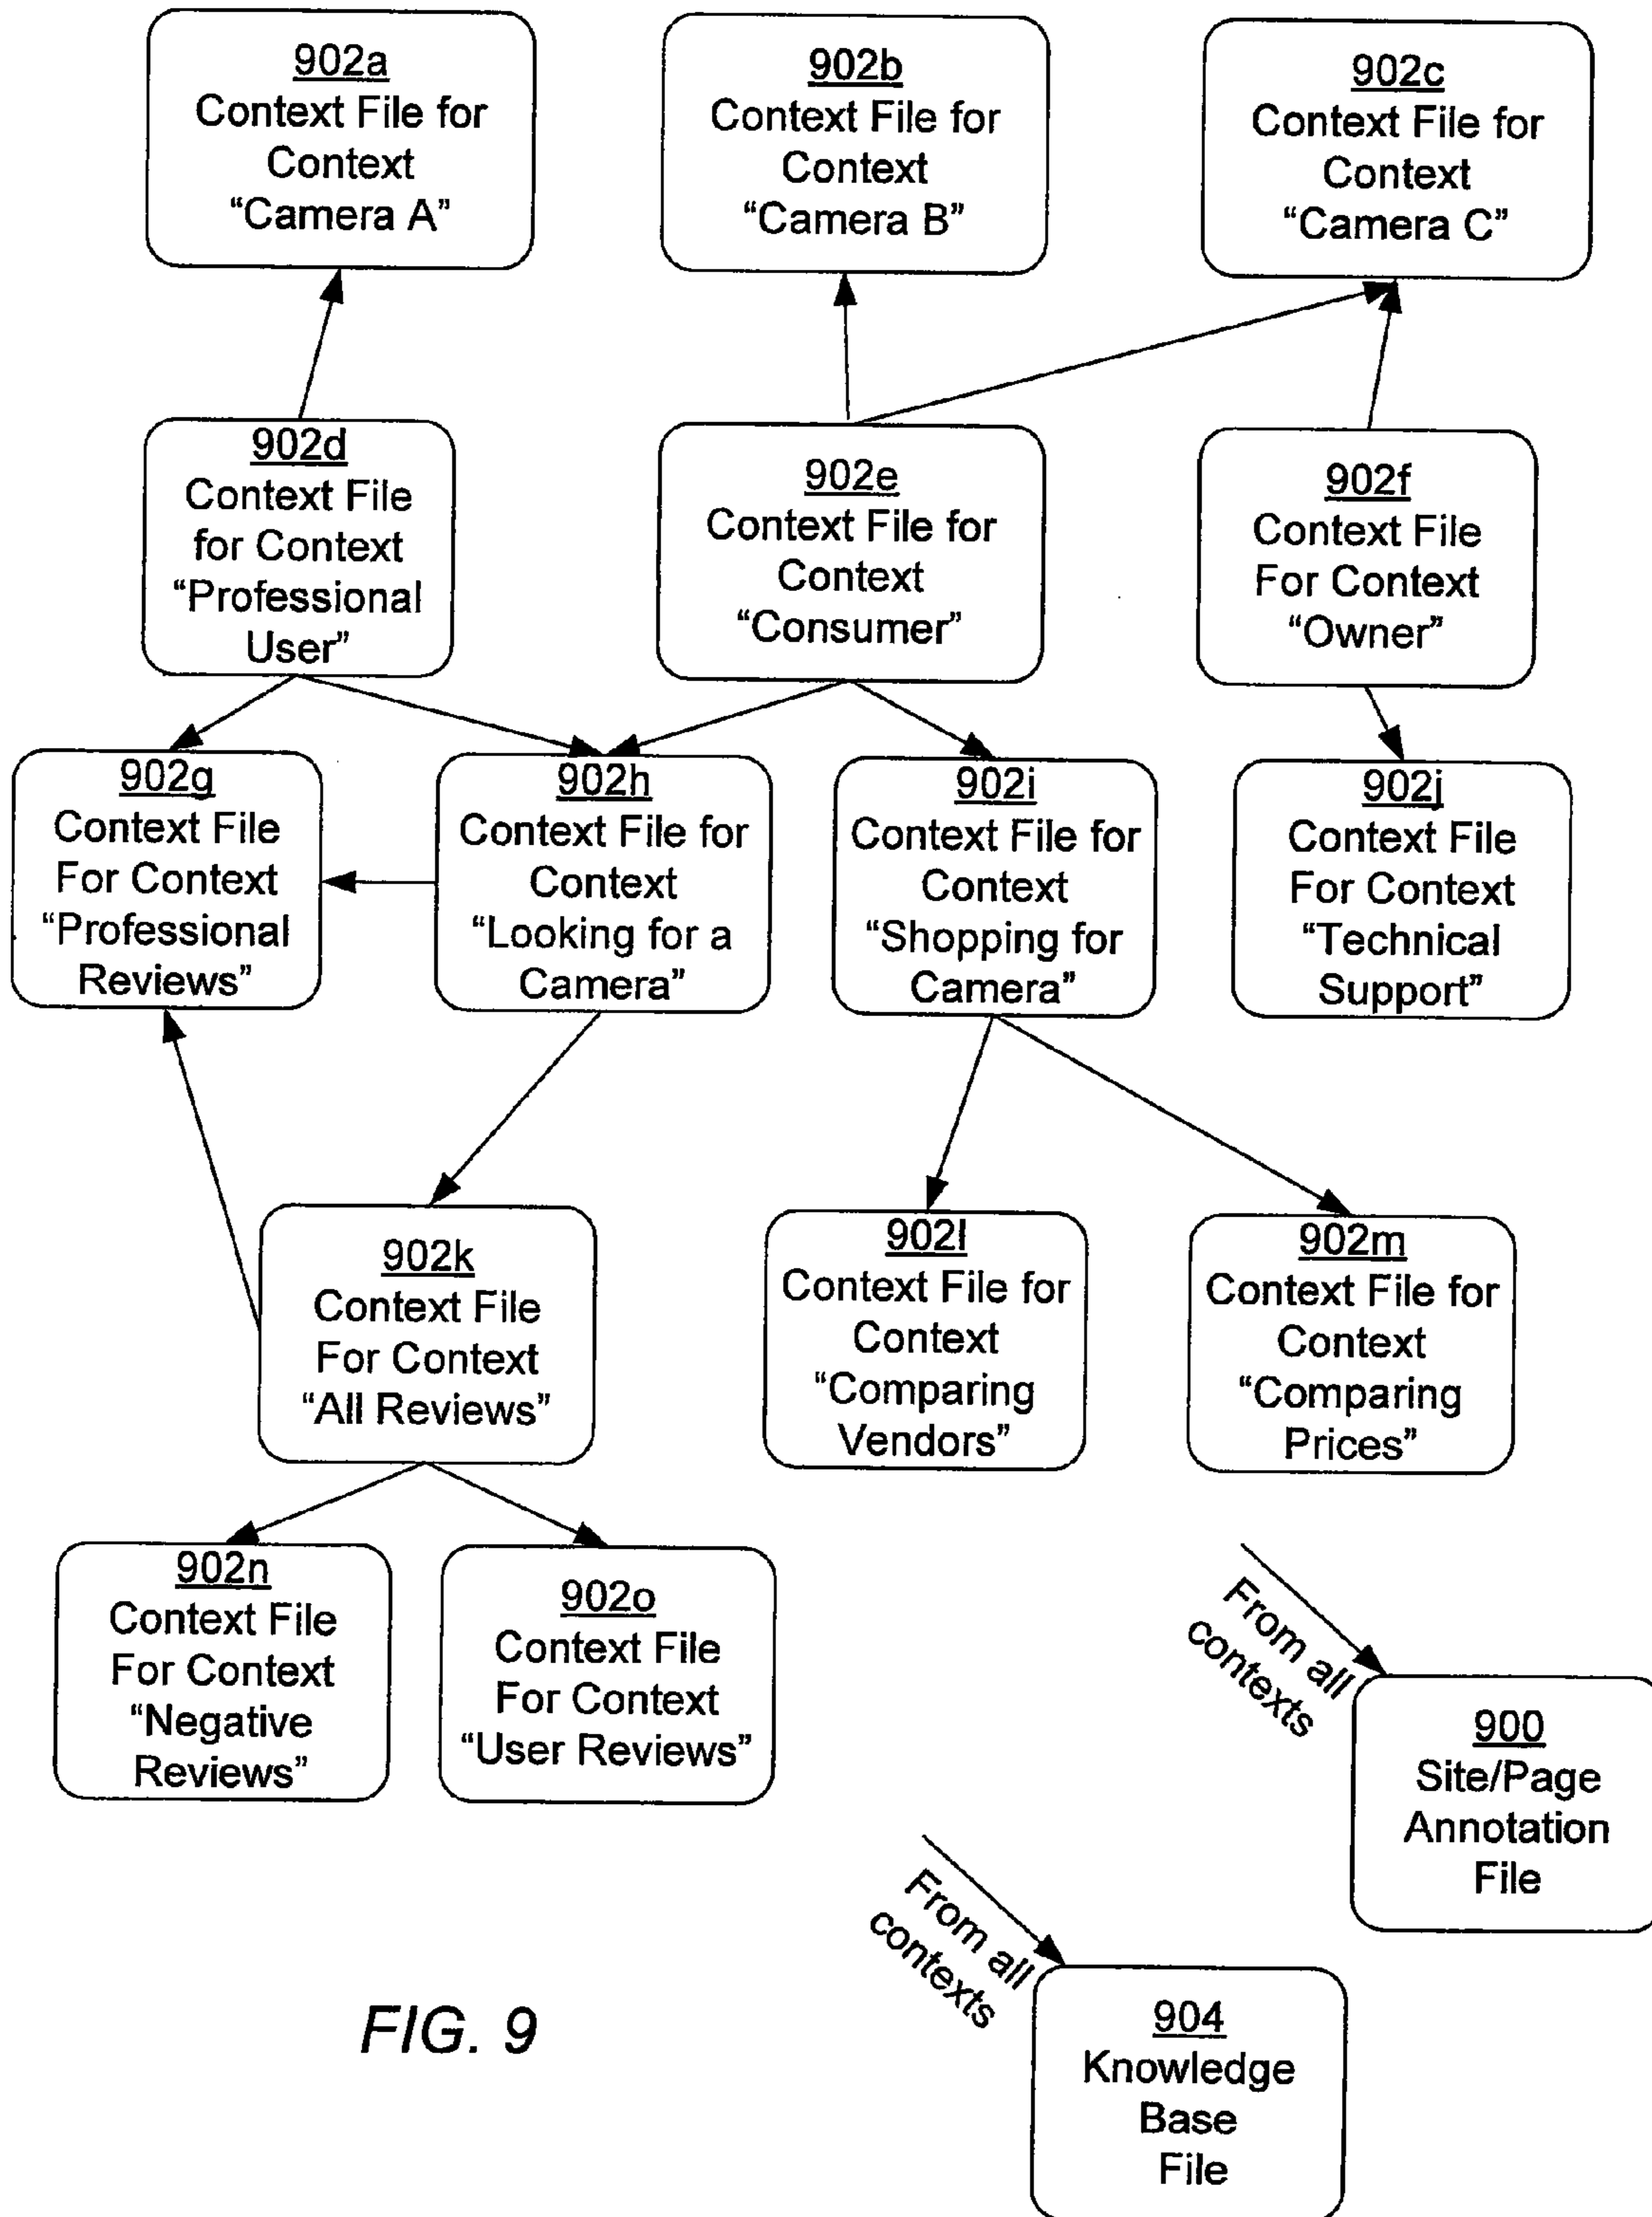 902a
Context File for
Context
“Camera A”
902b
Context File for
Context
“Camera B”
902c
Context File for
Context
“Camera C”
902d
Context File
for Context
“Professional
User”
902e
Context File for
Context
“Consumer”
902f
Context File
For Context
“Owner”
902g
Context File
For Context
“Professional
Reviews”
902h
Context File for
Context
“Looking for a
Camera”
902i
Context File for
Context
“Shopping for
Camera”
902j
Context File
For Context
“Technical
Support”
902k
Context File
For Context
“All Reviews”
902l
Context File for
Context
“Comparing
Vendors”
902m
Context File for
Context
“Comparing
Prices”
902n
Context File
For Context
“Negative
Reviews”
902o
Context File
For Context
“User Reviews”
From all
contexts
900
Site/Page
Annotation
File
From all
contexts
904
Knowledge
Base
File
FIG. 9